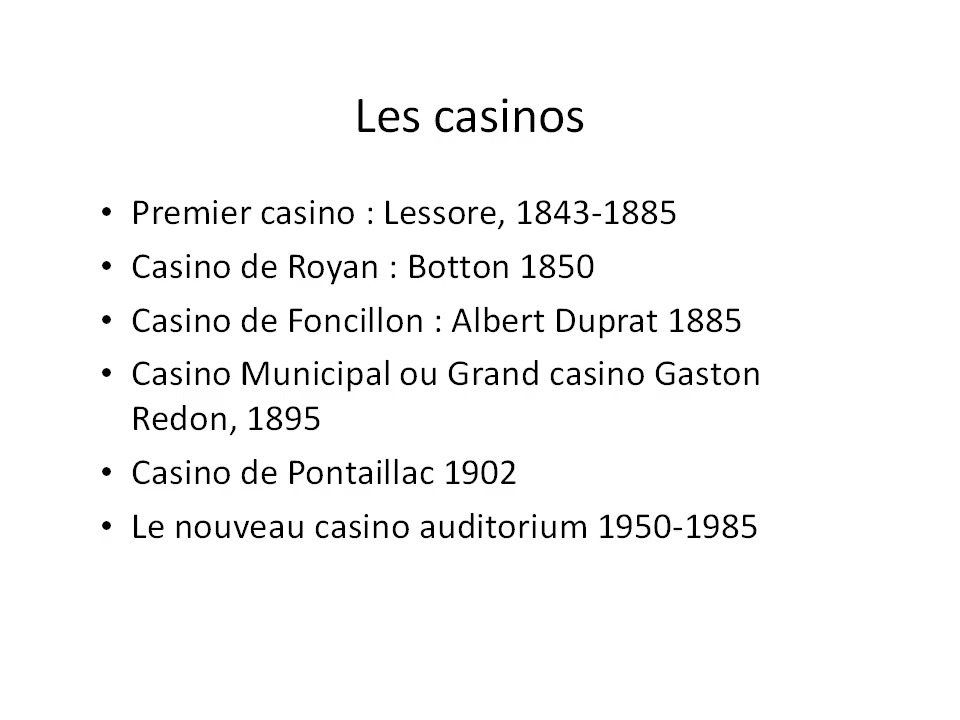 Les casinos
• Premier casino : Lessore, 1843-1885
• Casino de Royan : Botton 1850
• Casino de Foncillon : Albert Duprat 1885
• Casino Municipal ou Grand casino Gaston
Redon, 1895
• Casino de Pontaillac 1902
• Le nouveau casino auditorium 1950-1985